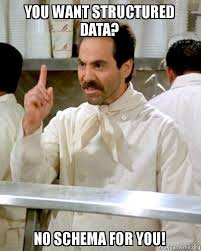 YOU WANT STRUCTURED
DATA?
NO SCHEMA FOR YOU!